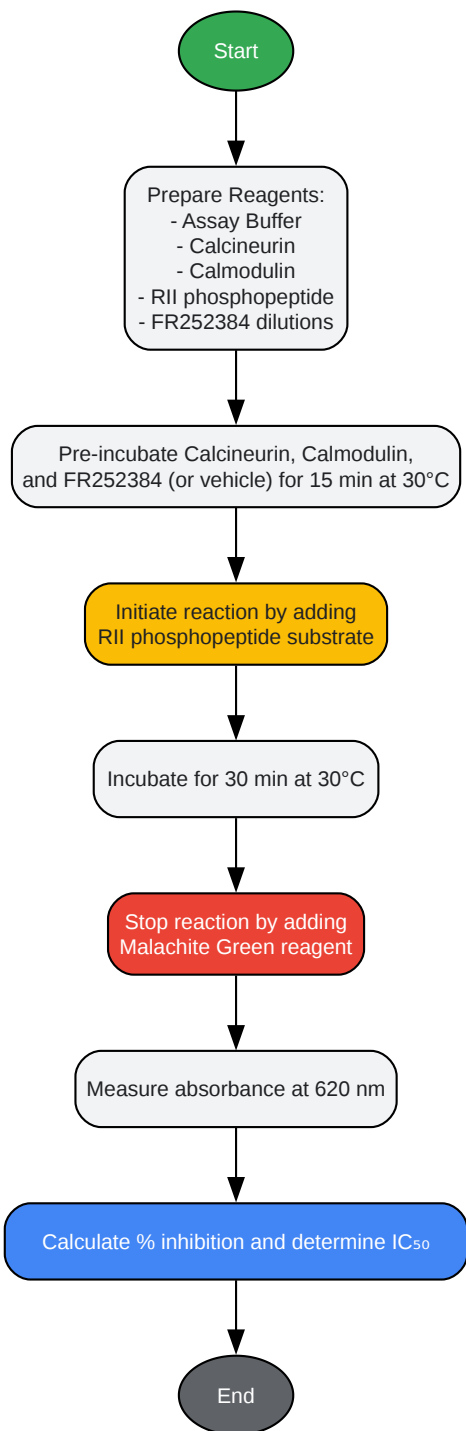 Start
Prepare Reagents:
- Assay Buffer
- Calcineurin
- Calmodulin
- RII phosphopeptide
- FR252384 dilutions
Pre-incubate Calcineurin, Calmodulin,
and FR252384 (or vehicle) for 15 min at 30°C
Initiate reaction by adding
RII phosphopeptide substrate
Incubate for 30 min at 30°C
Stop reaction by adding
Malachite Green reagent
Measure absorbance at 620 nm
Calculate % inhibition and determine IC₅₀
End